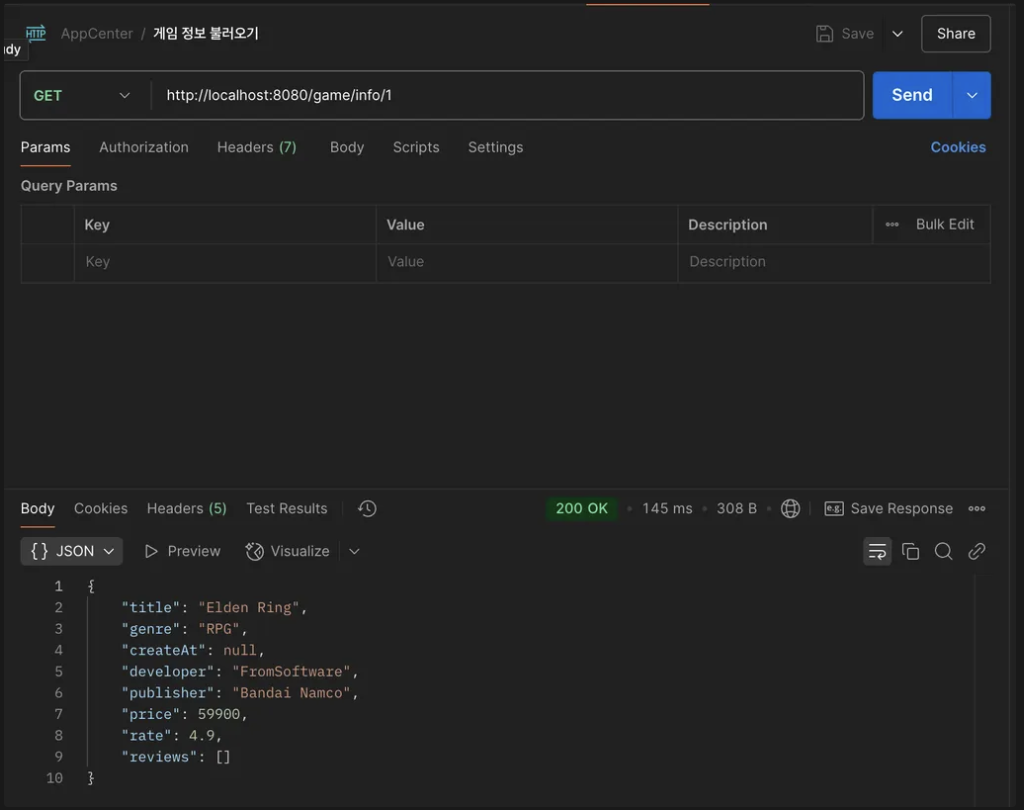 HTTP AppCenter / 게임 정보 불러오기 Save Share
udy
GET http://localhost:8080/game/info/1 Send
Params Authorization Headers (7) Body Scripts Settings Cookies
Query Params
Key Value Description ••• Bulk Edit
Key Value Description
Body Cookies Headers (5) Test Results 200 OK • 145 ms • 308 B • e.g. Save Response •••
{} JSON Preview Visualize
1 {
2 "title": "Elden Ring",
3 "genre": "RPG",
4 "createAt": null,
5 "developer": "FromSoftware",
6 "publisher": "Bandai Namco",
7 "price": 59900,
8 "rate": 4.9,
9 "reviews": []
10 }